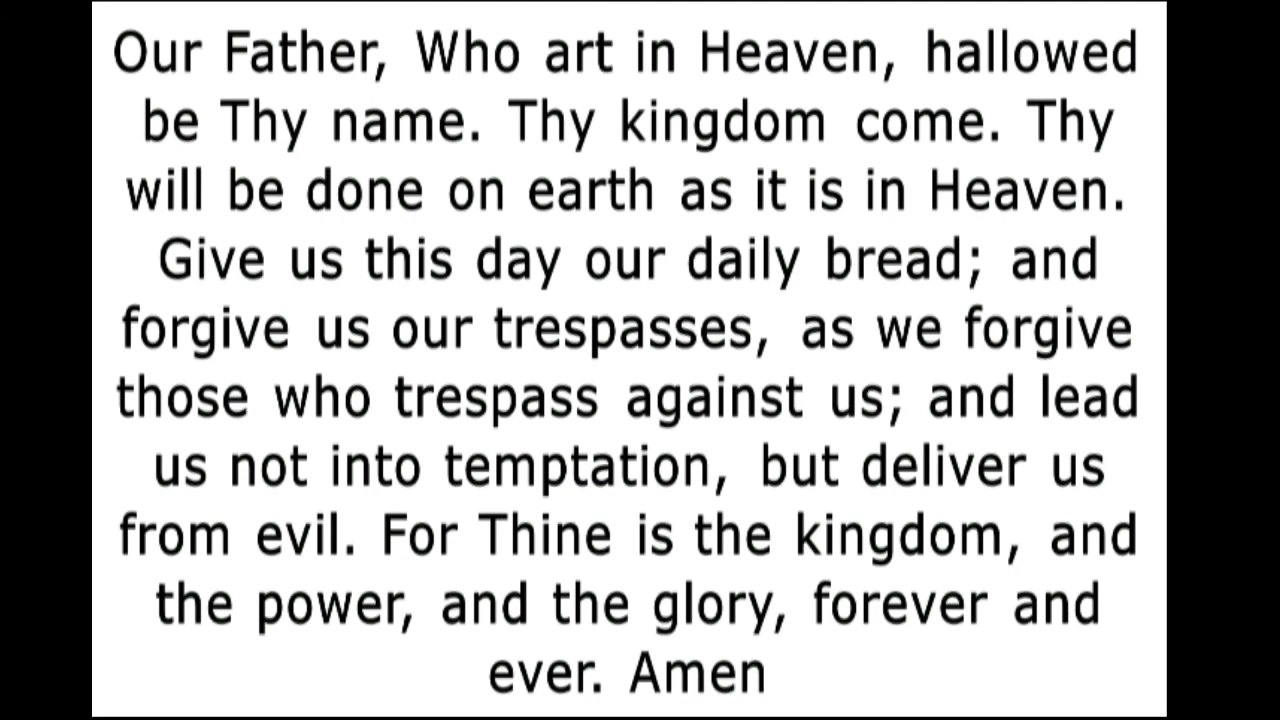 Our Father, Who art in Heaven, hallowed
be Thy name. Thy kingdom come. Thy
will be done on earth as it is in Heaven.
Give us this day our daily bread; and
forgive us our trespasses, as we forgive
those who trespass against us; and lead
us not into temptation, but deliver us
from evil. For Thine is the kingdom, and
the power, and the glory, forever and
ever. Amen